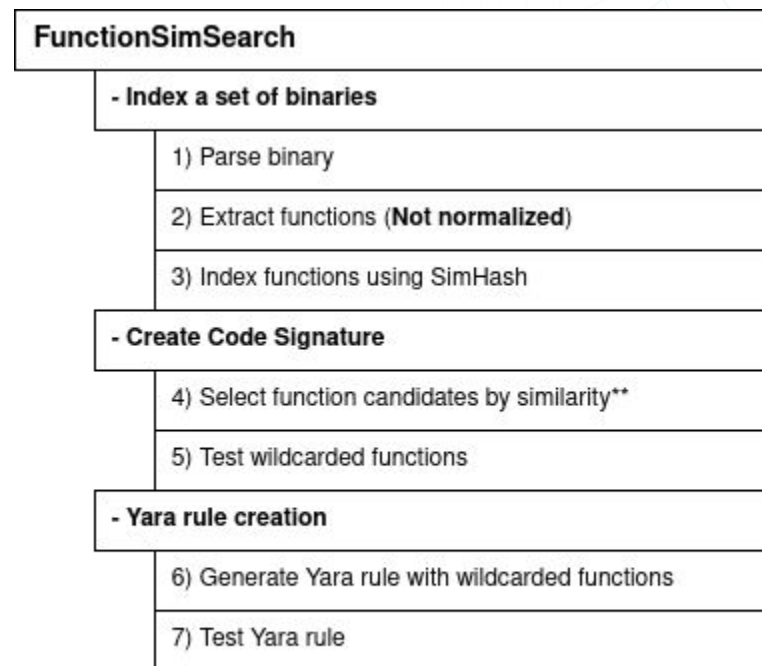 FunctionSimSearch
- Index a set of binaries
1) Parse binary
2) Extract functions (Not normalized)
3) Index functions using SimHash
- Create Code Signature
4) Select function candidates by similarity**
5) Test wildcarded functions
- Yara rule creation
6) Generate Yara rule with wildcarded functions
7) Test Yara rule